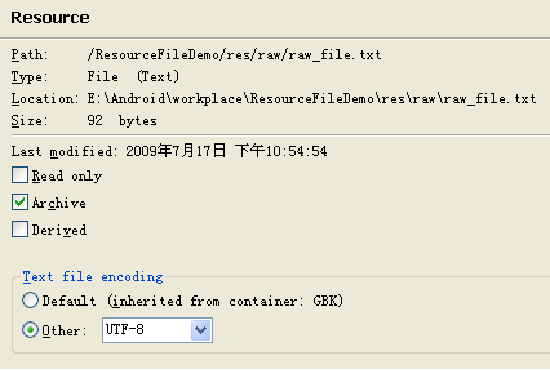 Resource
Path: /ResourceFileDemo/res/raw/raw_file.txt
Type: File (Text)
Location: E:\Android\workplace\ResourceFileDemo\res\raw\raw_file.txt
Size: 92 bytes
Last modified: 2009年7月17日 下午10:54:54
Read only
Archive
Derived
Text file encoding
Default (inherited from container: GBK)
Other: UTF-8